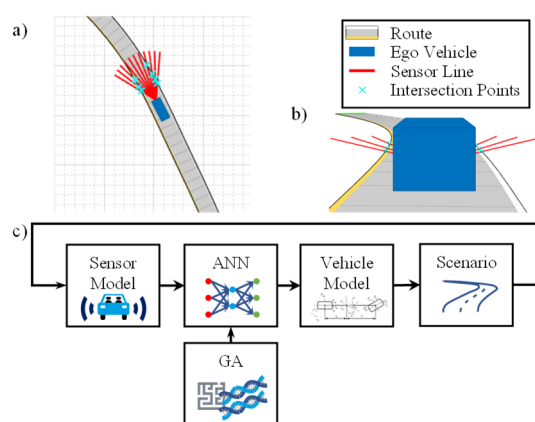 a)
Route
Ego Vehicle
Sensor Line
Intersection Points
b)
c)
Sensor
Model
ANN
Vehicle
Model
Scenario
GA